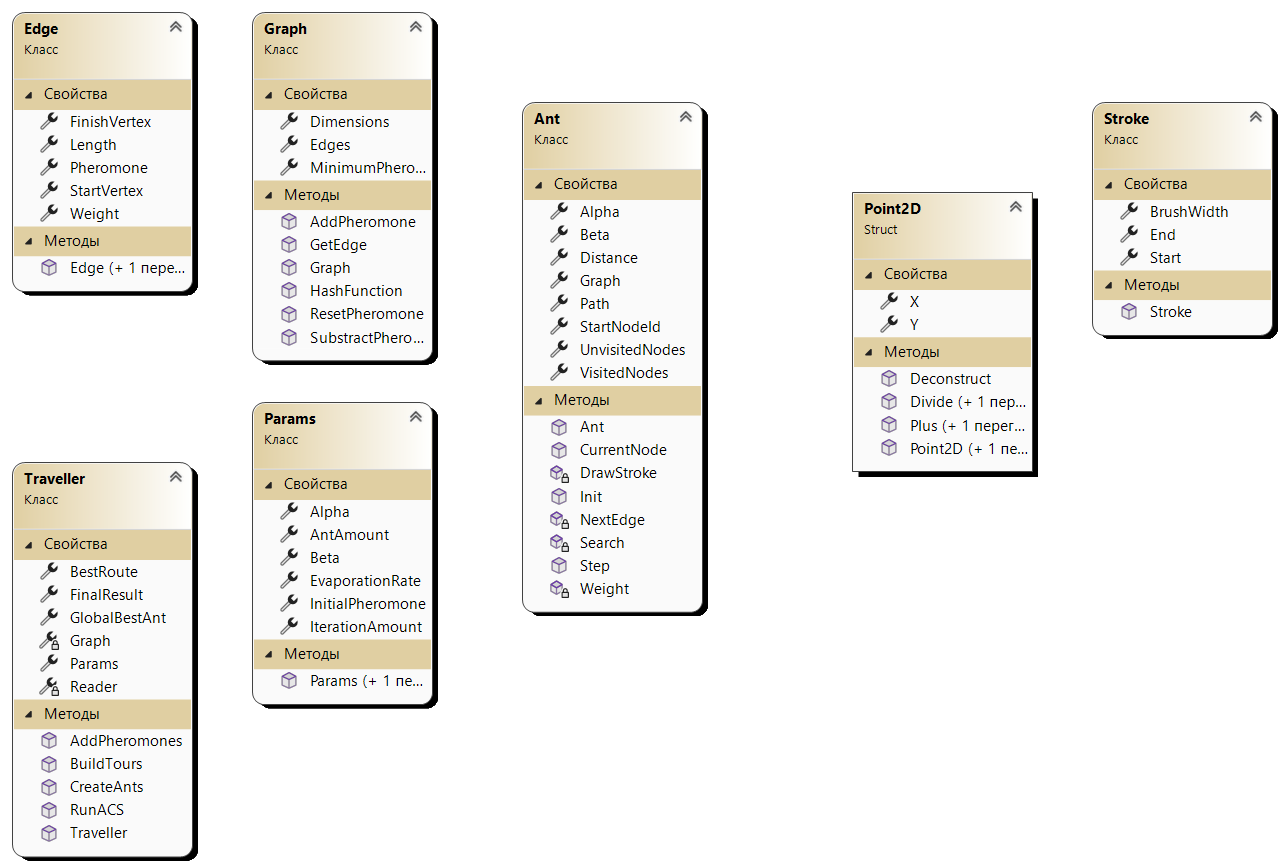 Edge
Класс
Свойства
FinishVertex
Length
Pheromone
StartVertex
Weight
Методы
Edge (+ 1 пере...
Graph
Класс
Свойства
Dimensions
Edges
MinimumPhero...
Методы
AddPheromone
GetEdge
Graph
HashFunction
ResetPheromone
SubstractPhero...
Traveller
Класс
Свойства
BestRoute
FinalResult
GlobalBestAnt
Graph
Params
Reader
Методы
AddPheromones
BuildTours
CreateAnts
RunACS
Traveller
Params
Класс
Свойства
Alpha
AntAmount
Beta
EvaporationRate
InitialPheromone
IterationAmount
Методы
Params (+ 1 пе...
Ant
Класс
Свойства
Alpha
Beta
Distance
Graph
Path
StartNodeId
UnvisitedNodes
VisitedNodes
Методы
Ant
CurrentNode
DrawStroke
Init
NextEdge
Search
Step
Weight
Point2D
Struct
Свойства
X
Y
Методы
Deconstruct
Divide (+ 1 пер...
Plus (+ 1 перег...
Point2D (+ 1 пе...
Stroke
Класс
Свойства
BrushWidth
End
Start
Методы
Stroke